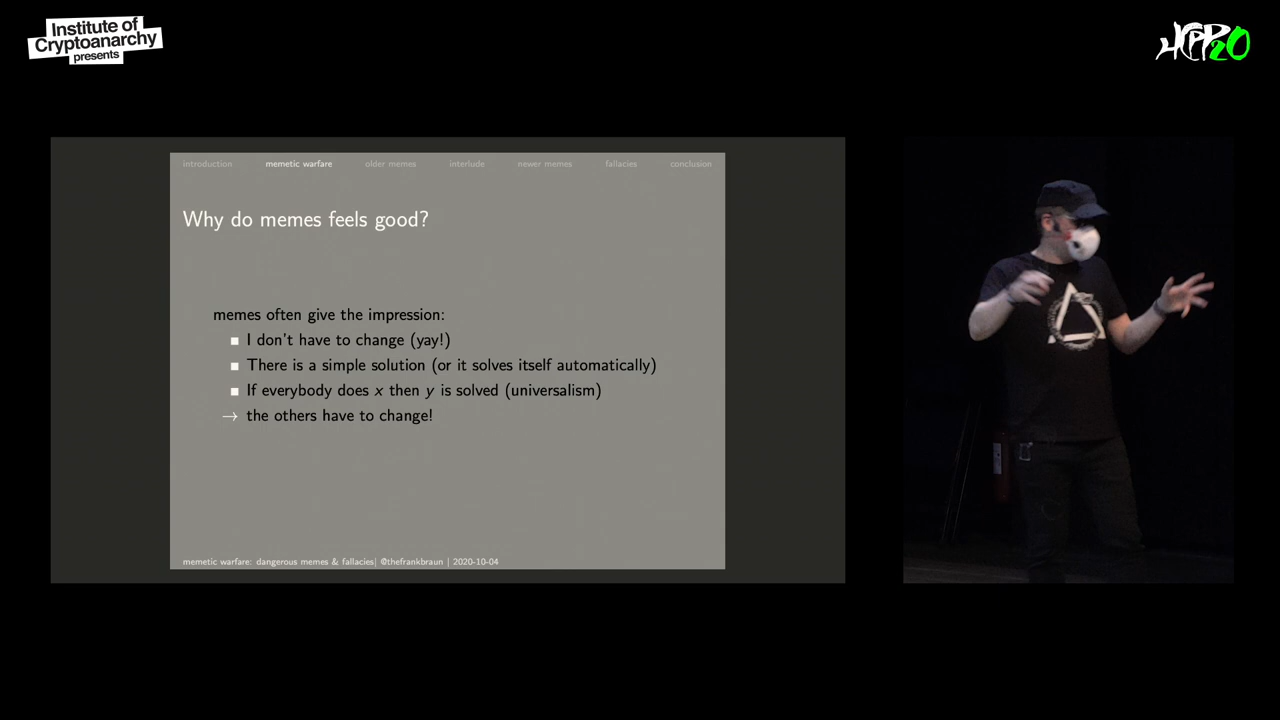 Institute of
Cryptoanarchy
presents
HCPP20
introduction memetic warfare older memes interlude newer memes fallacies conclusion
Why do memes feels good?
memes often give the impression:
I don't have to change (yay!)
There is a simple solution (or it solves itself automatically)
If everybody does x then y is solved (universalism)
→ the others have to change!
memetic warfare: dangerous memes & fallacies| @thefrankbraun | 2020-10-04